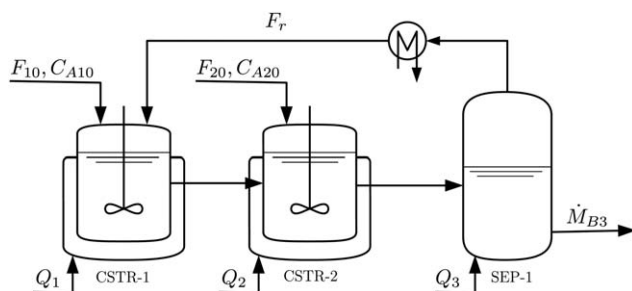 $F_r$
$F_{10}, C_{A10}$
$F_{20}, C_{A20}$
$\dot{M}_{B3}$
$Q_1$ CSTR-1 $Q_2$ CSTR-2 $Q_3$ SEP-1